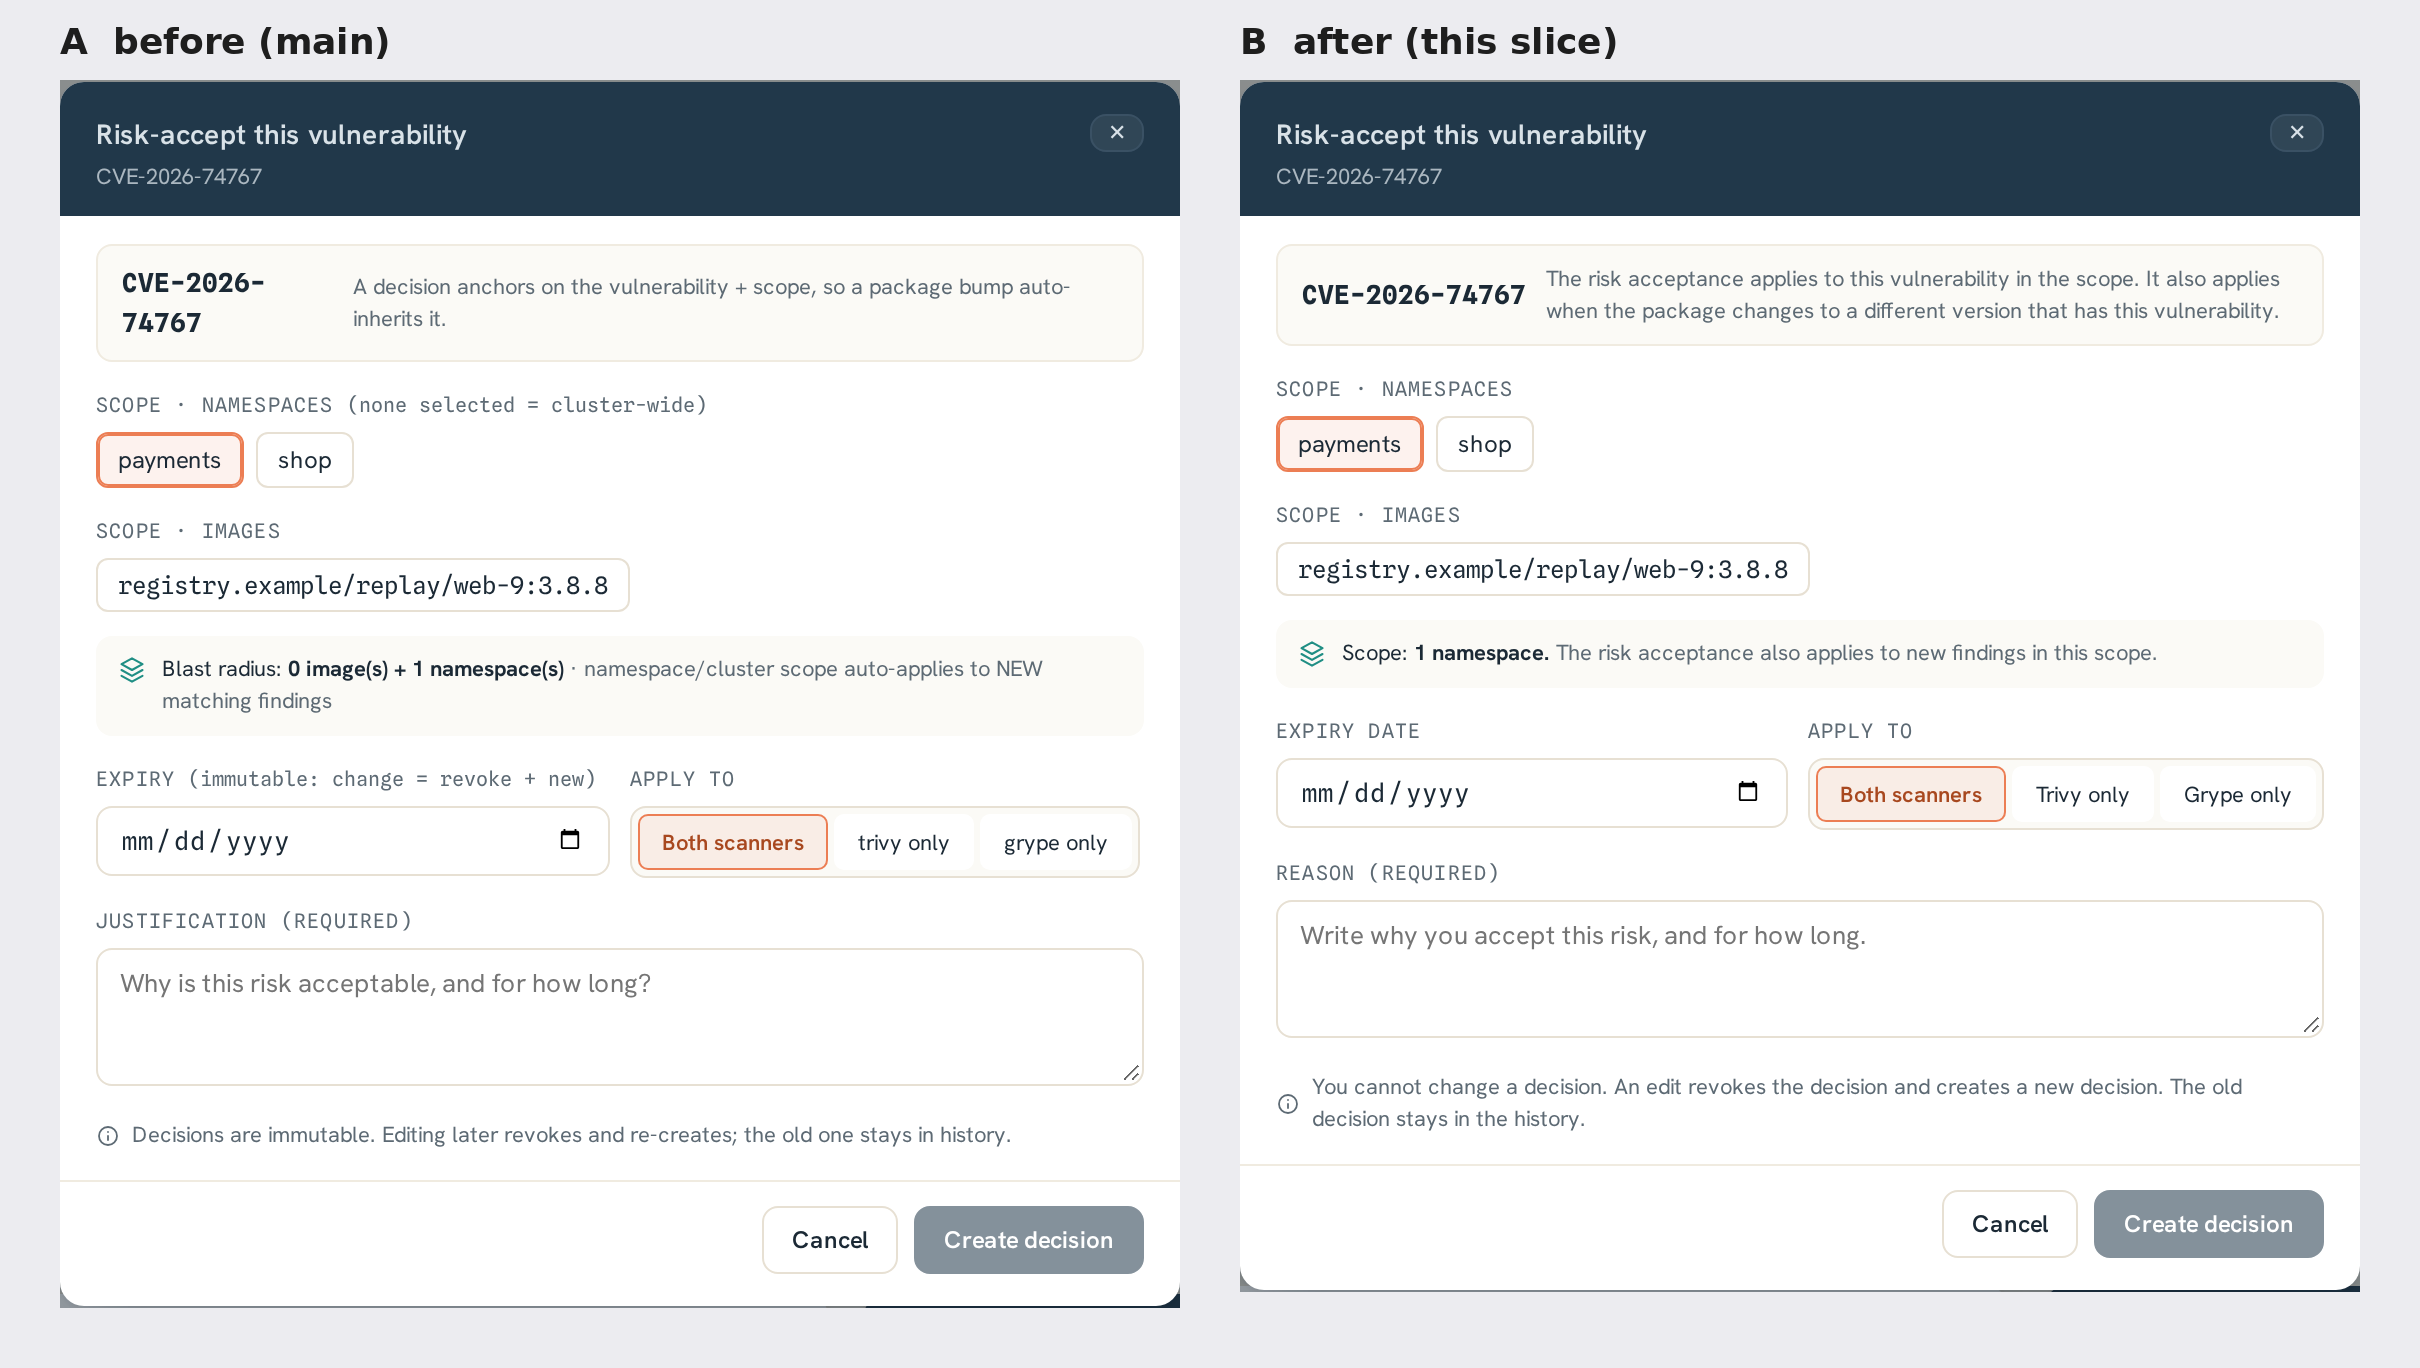 A before (main)
Risk-accept this vulnerability
CVE-2026-74767
✕
CVE-2026-
74767
A decision anchors on the vulnerability + scope, so a package bump auto-
inherits it.
SCOPE · NAMESPACES (none selected = cluster-wide)
payments
shop
SCOPE · IMAGES
registry.example/replay/web-9:3.8.8
Blast radius: 0 image(s) + 1 namespace(s) · namespace/cluster scope auto-applies to NEW
matching findings
EXPIRY (immutable: change = revoke + new)
APPLY TO
mm/dd/yyyy
Both scanners
trivy only
grype only
JUSTIFICATION (REQUIRED)
Why is this risk acceptable, and for how long?
Decisions are immutable. Editing later revokes and re-creates; the old one stays in history.
Cancel
Create decision
B after (this slice)
Risk-accept this vulnerability
CVE-2026-74767
✕
CVE-2026-74767
The risk acceptance applies to this vulnerability in the scope. It also applies
when the package changes to a different version that has this vulnerability.
SCOPE · NAMESPACES
payments
shop
SCOPE · IMAGES
registry.example/replay/web-9:3.8.8
Scope: 1 namespace. The risk acceptance also applies to new findings in this scope.
EXPIRY DATE
APPLY TO
mm/dd/yyyy
Both scanners
Trivy only
Grype only
REASON (REQUIRED)
Write why you accept this risk, and for how long.
You cannot change a decision. An edit revokes the decision and creates a new decision. The old
decision stays in the history.
Cancel
Create decision